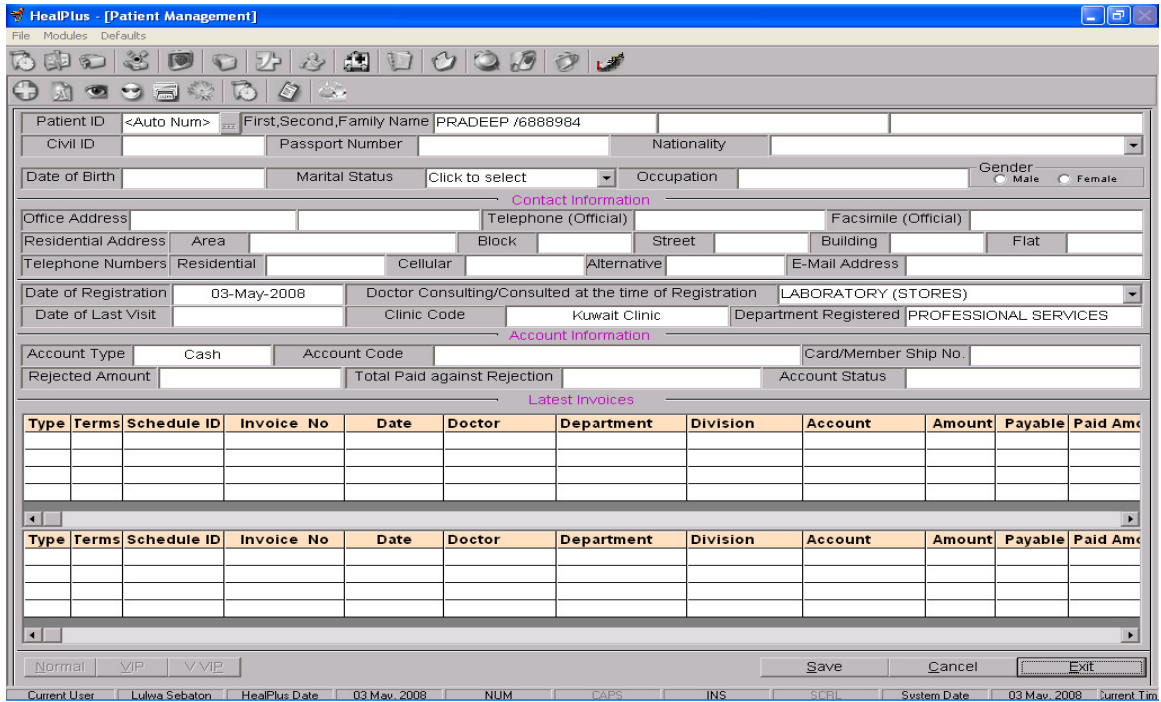 HealPlus - [Patient Management]
File Modules Defaults
Patient ID <Auto Num> ... First,Second,Family Name PRADEEP /6888984
Civil ID Passport Number Nationality
Gender
Date of Birth Marital Status Click to select Occupation Male Female
Contact Information
Office Address Telephone (Official) Facsimile (Official)
Residential Address Area Block Street Building Flat
Telephone Numbers Residential Cellular Alternative E-Mail Address
Date of Registration 03-May-2008 Doctor Consulting/Consulted at the time of Registration LABORATORY (STORES)
Date of Last Visit Clinic Code Kuwait Clinic Department Registered PROFESSIONAL SERVICES
Account Information
Account Type Cash Account Code Card/Member Ship No.
Rejected Amount Total Paid against Rejection Account Status
Latest Invoices
Type Terms Schedule ID Invoice No Date Doctor Department Division Account Amount Payable Paid Amo
Type Terms Schedule ID Invoice No Date Doctor Department Division Account Amount Payable Paid Amo
Normal VIP V VIP Save Cancel Exit
Current User Lulwa Sebaton HealPlus Date 03 May. 2008 NUM CAPS INS SCRL System Date 03 May. 2008 Current Tim